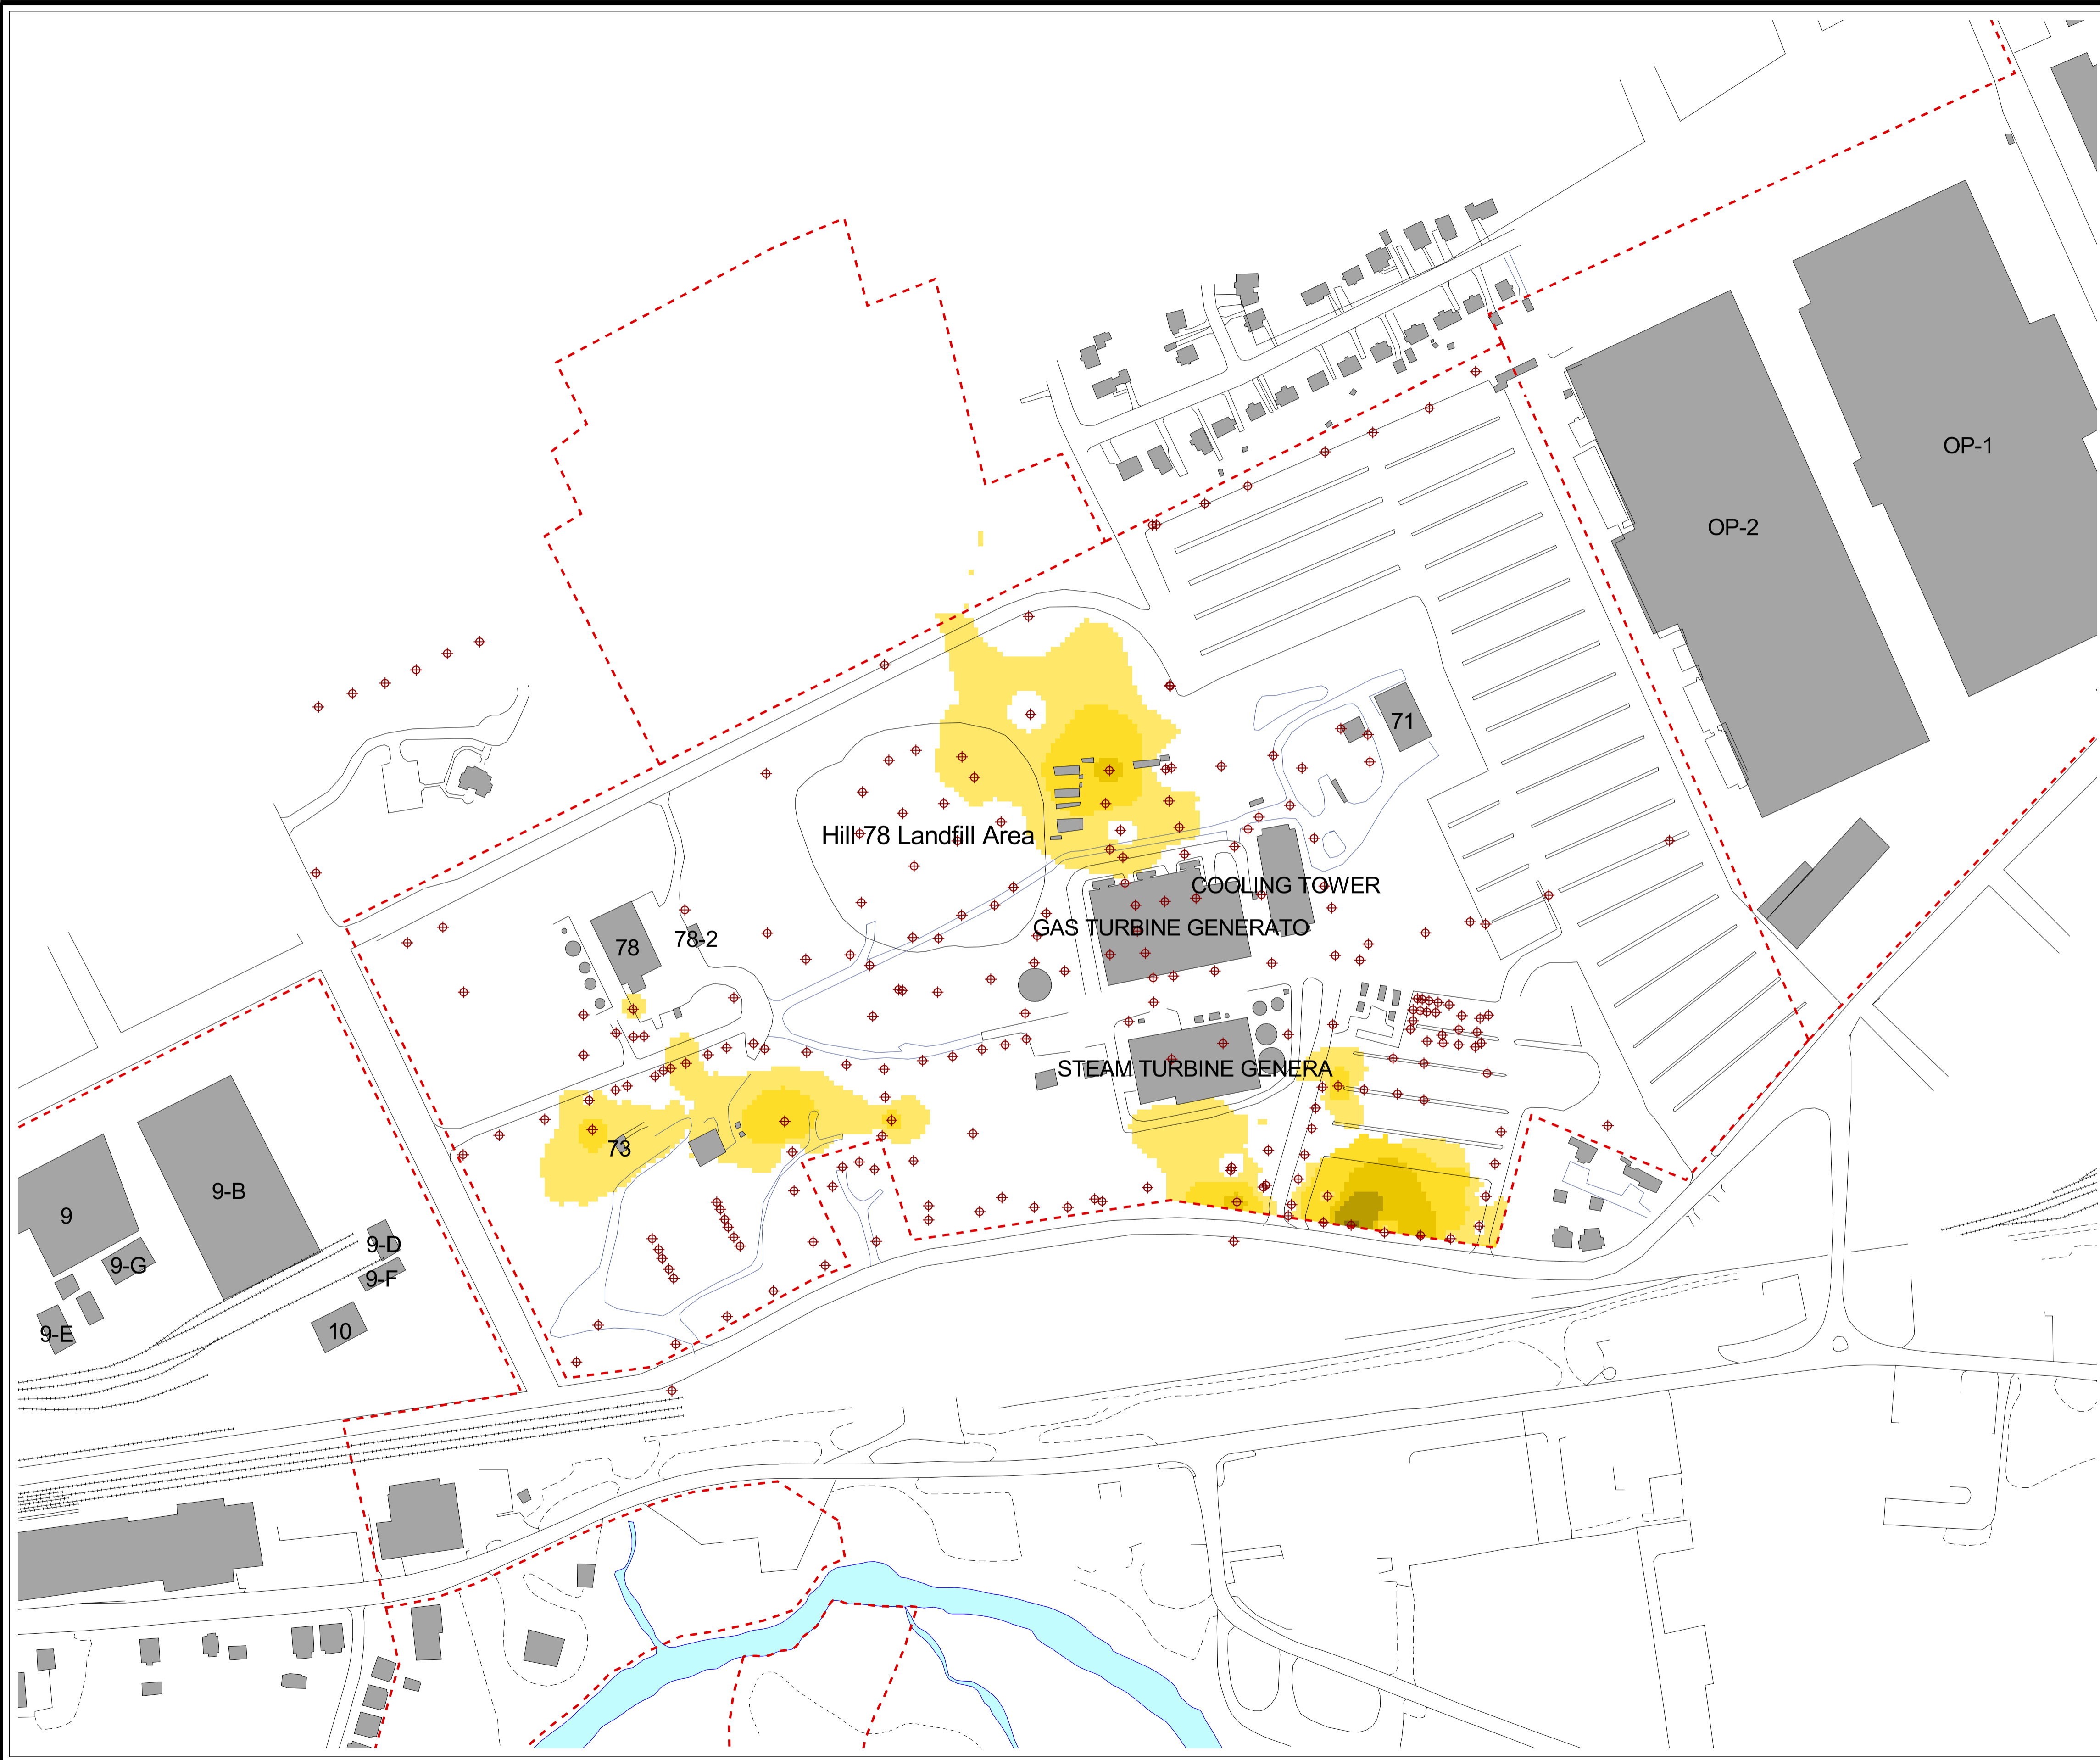 OP-1
OP-2
71
Hill 78 Landfill Area
COOLING TOWER
GAS TURBINE GENERATO
78-2
78
STEAM TURBINE GENERA
73
9-B
9
9-D
9-G
9-F
10
9-E